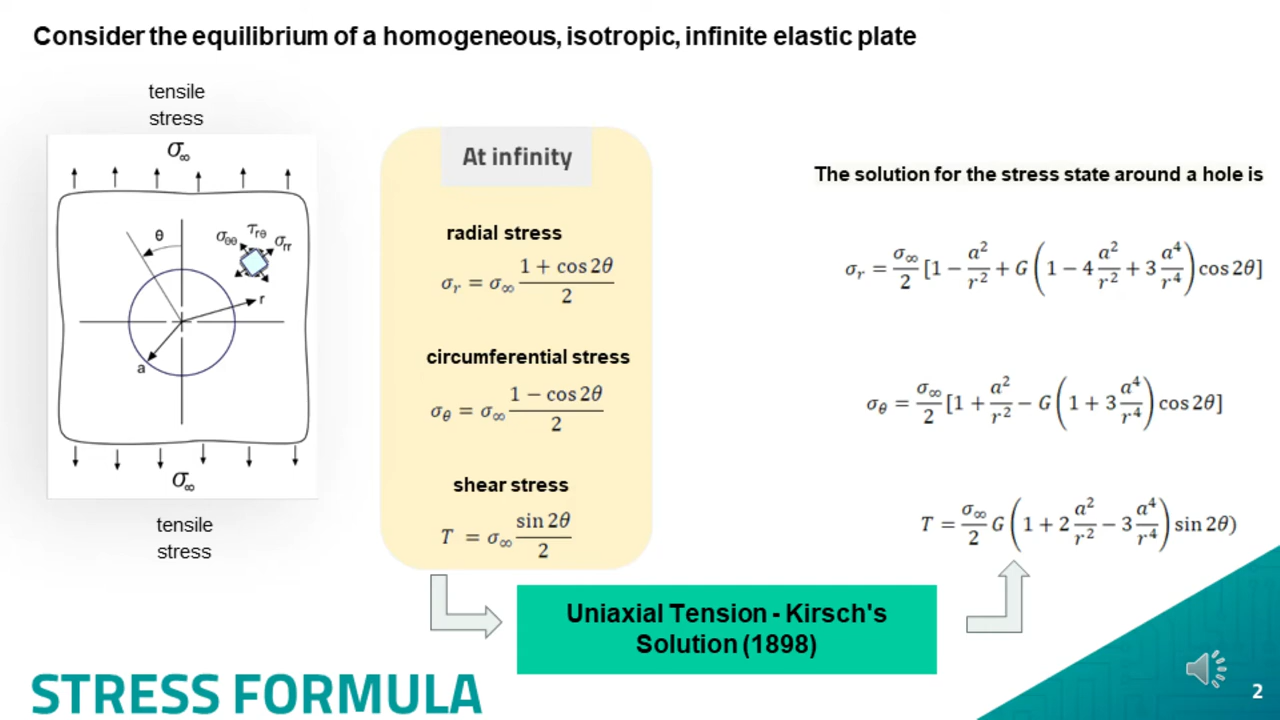 Consider the equilibrium of a homogeneous, isotropic, infinite elastic plate
tensile
stress
σ∞
θ
σθθ τrθ σrr
r
a
σ∞
tensile
stress
At infinity
radial stress
σr = σ∞ (1 + cos 2θ)/2
circumferential stress
σθ = σ∞ (1 − cos 2θ)/2
shear stress
T = σ∞ sin 2θ/2
The solution for the stress state around a hole is
σr = σ∞/2 [1 − a²/r² + G(1 − 4 a²/r² + 3 a⁴/r⁴) cos 2θ]
σθ = σ∞/2 [1 + a²/r² − G(1 + 3 a⁴/r⁴) cos 2θ]
T = σ∞/2 G(1 + 2 a²/r² − 3 a⁴/r⁴) sin 2θ)
Uniaxial Tension - Kirsch's
Solution (1898)
STRESS FORMULA
2